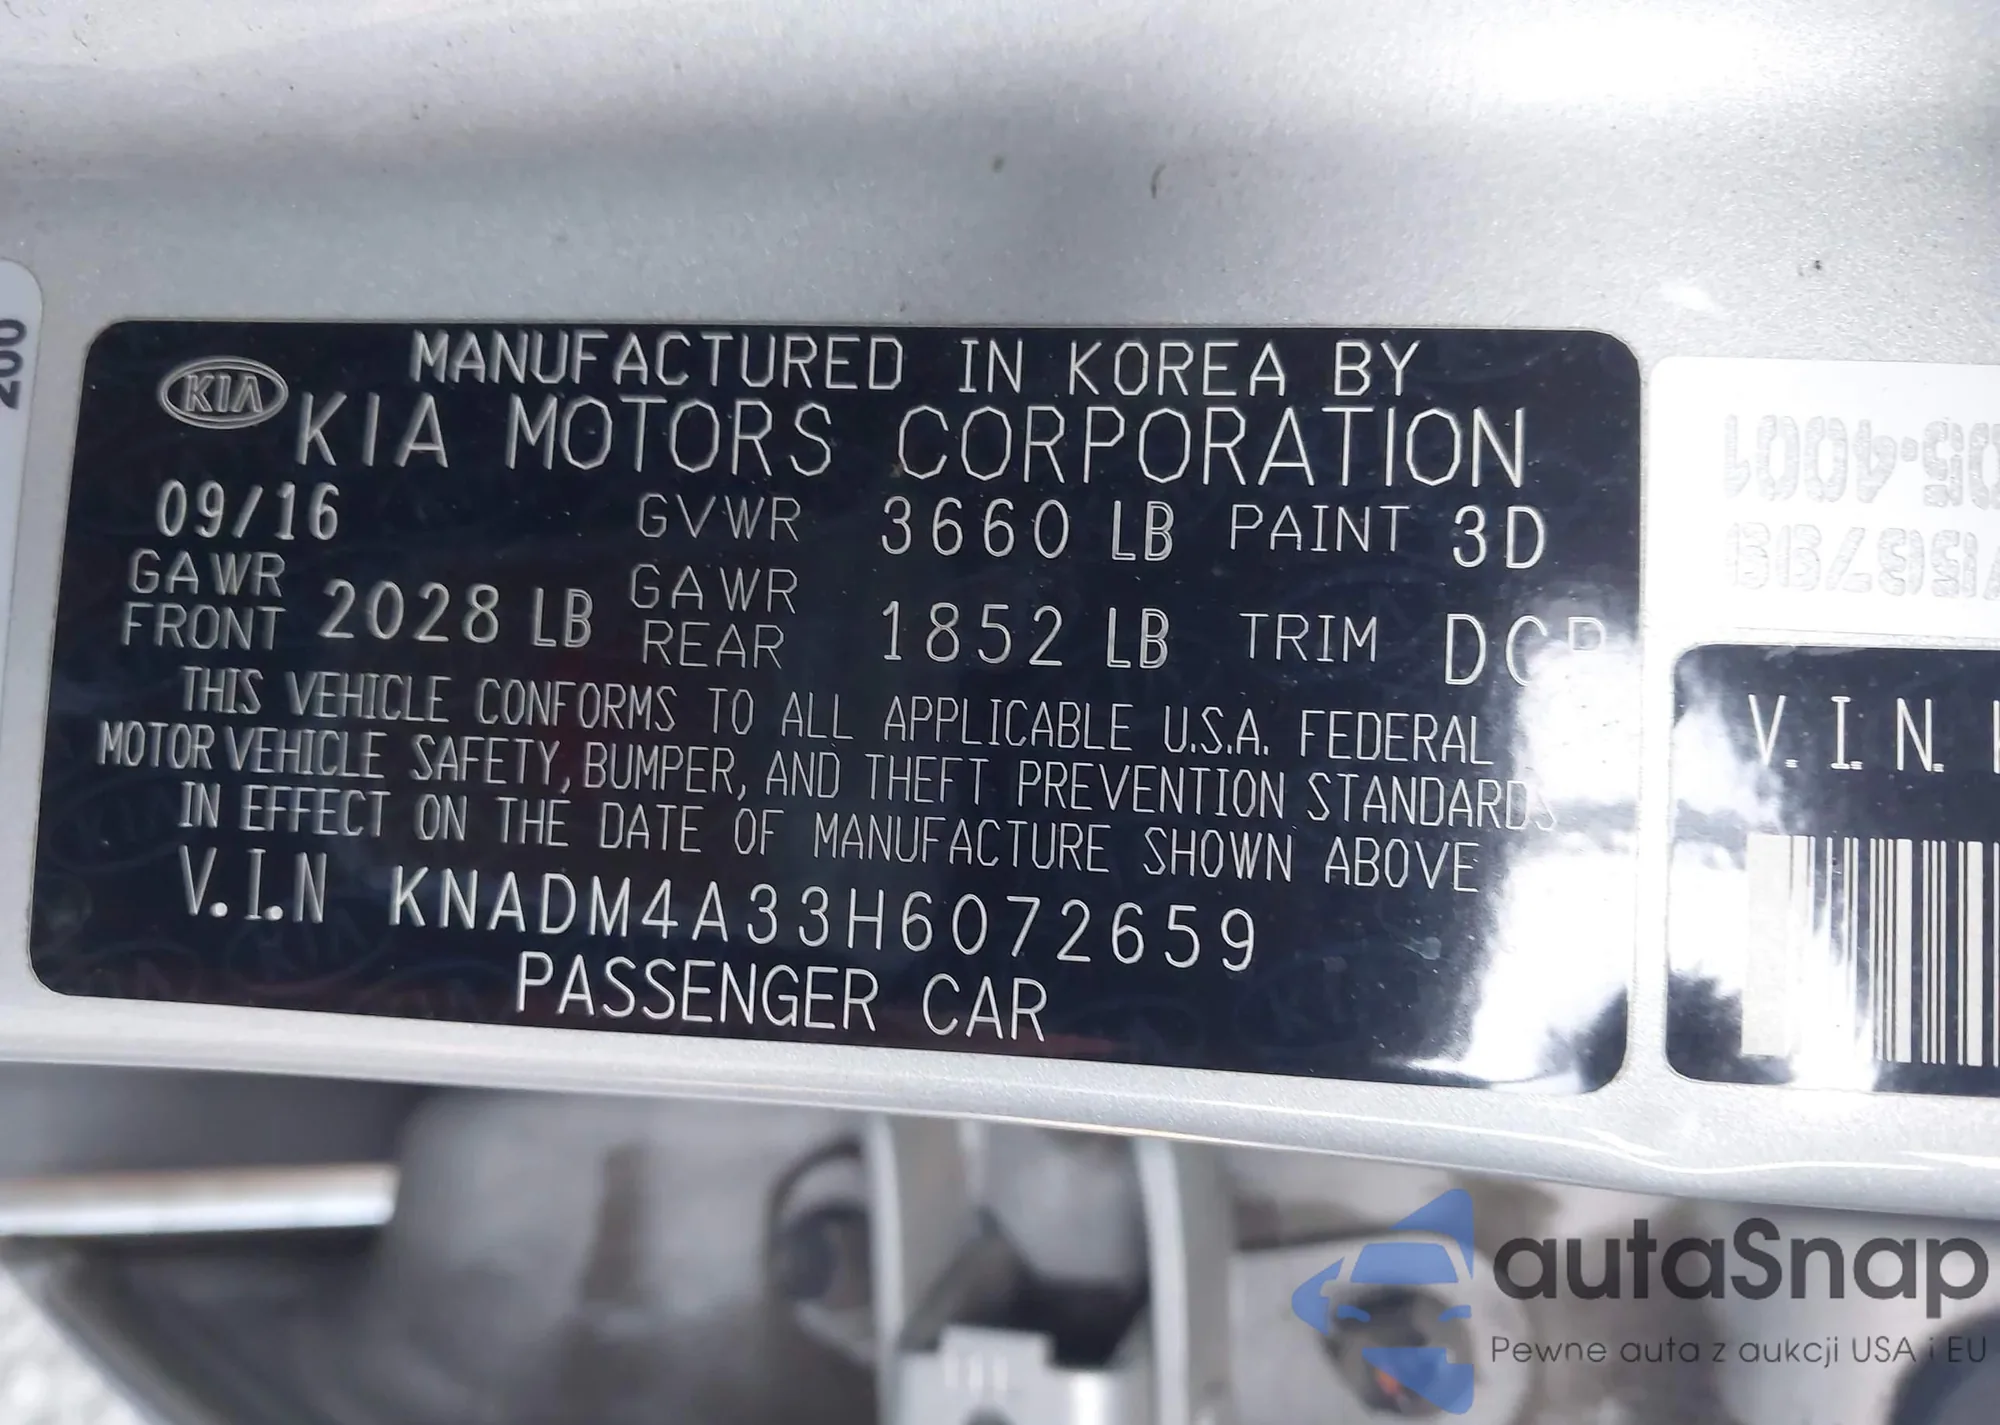 KIA
MANUFACTURED IN KOREA BY
KIA MOTORS CORPORATION
09/16 GVWR 3660 LB PAINT 3D
GAWR FRONT 2028 LB GAWR REAR 1852 LB TRIM
THIS VEHICLE CONFORMS TO ALL APPLICABLE U.S.A. FEDERAL
MOTOR VEHICLE SAFETY, BUMPER, AND THEFT PREVENTION STANDARDS
IN EFFECT ON THE DATE OF MANUFACTURE SHOWN ABOVE
V.I.N KNADM4A33H6072659
PASSENGER CAR
V.I.N.
autaSnap
Pewne auta z aukcji USA i EU